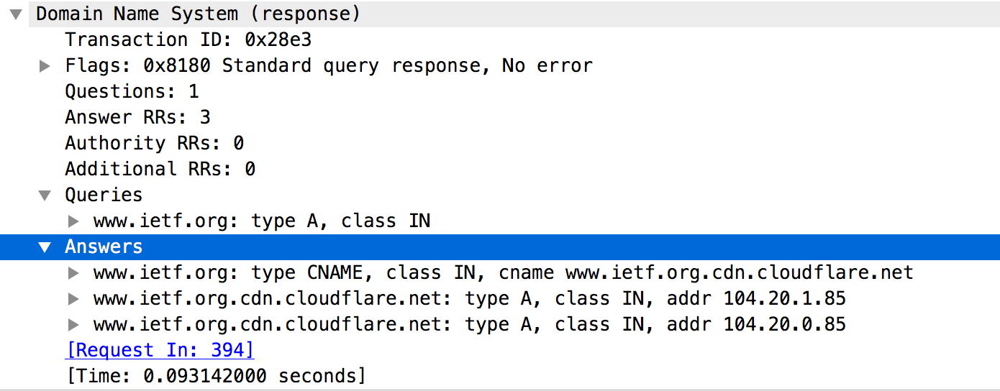 Domain Name System (response)
Transaction ID: 0x28e3
Flags: 0x8180 Standard query response, No error
Questions: 1
Answer RRs: 3
Authority RRs: 0
Additional RRs: 0
Queries
www.ietf.org: type A, class IN
Answers
www.ietf.org: type CNAME, class IN, cname www.ietf.org.cdn.cloudflare.net
www.ietf.org.cdn.cloudflare.net: type A, class IN, addr 104.20.1.85
www.ietf.org.cdn.cloudflare.net: type A, class IN, addr 104.20.0.85
[Request In: 394]
[Time: 0.093142000 seconds]